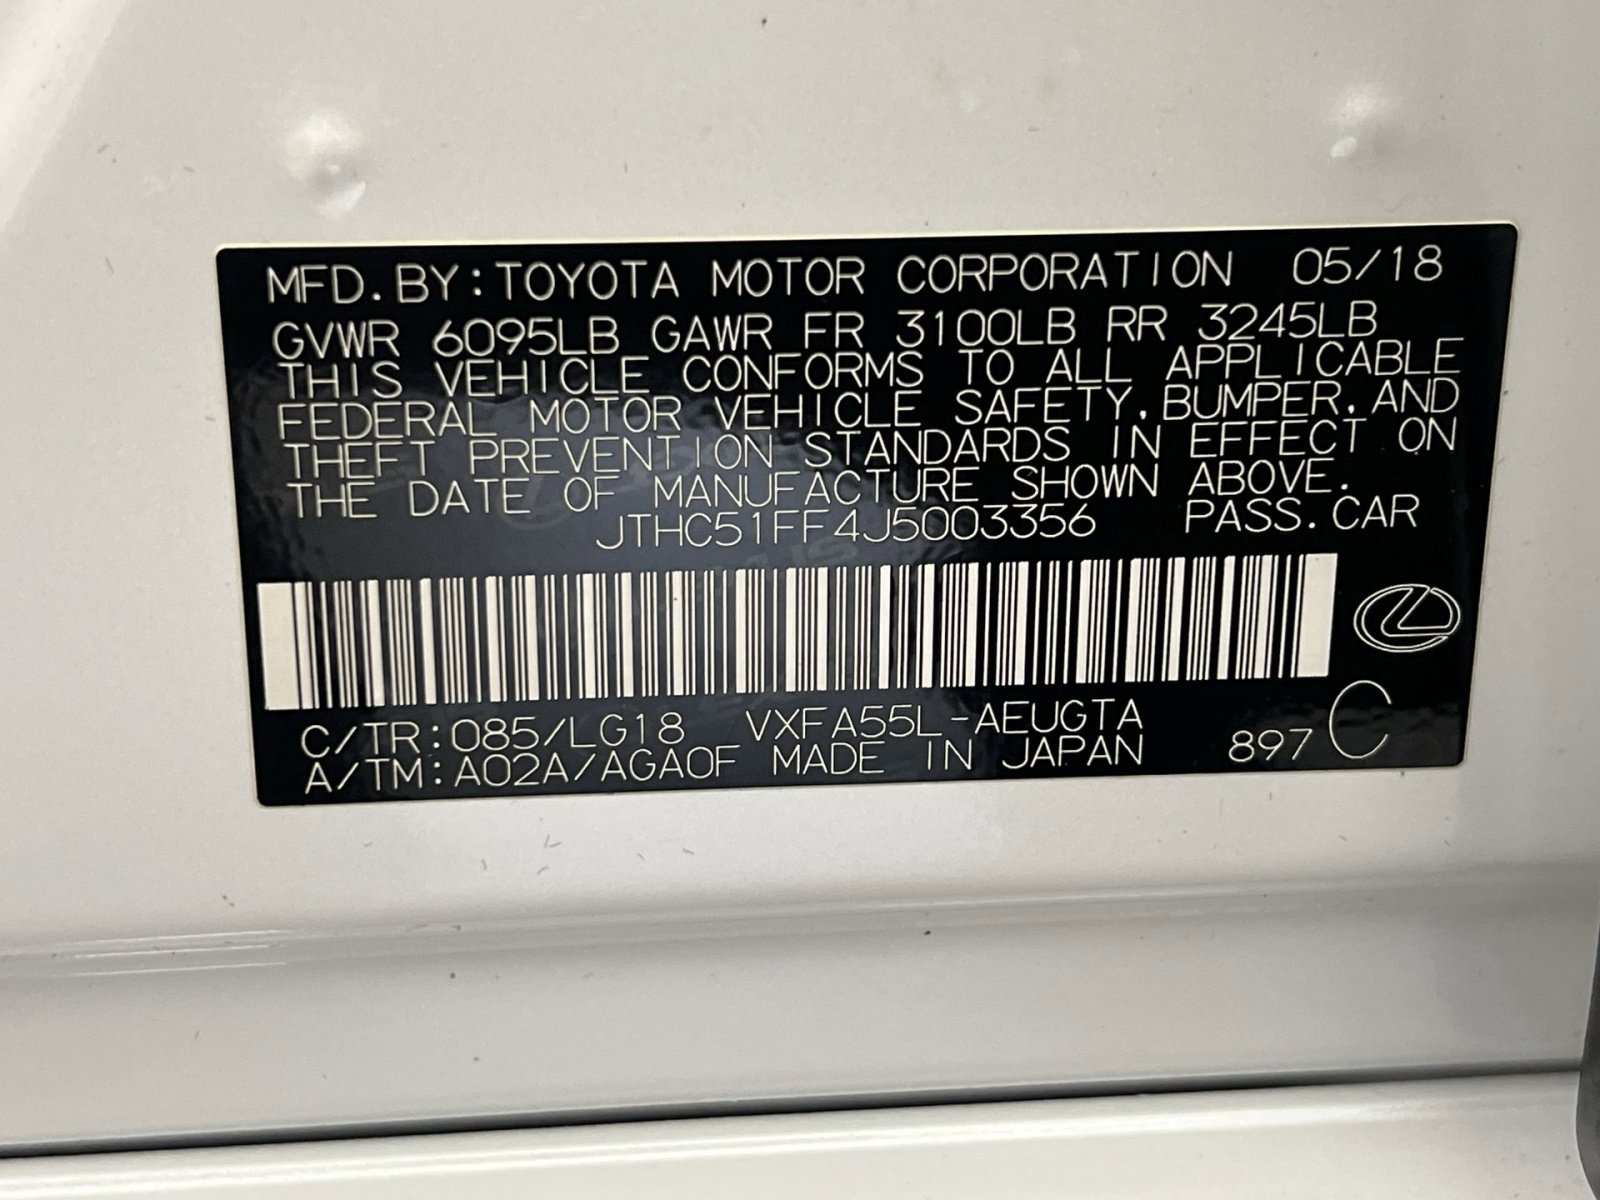 MFD.BY:TOYOTA MOTOR CORPORATION 05/18
GVWR 6095LB GAWR FR 3100LB RR 3245LB
THIS VEHICLE CONFORMS TO ALL APPLICABLE
FEDERAL MOTOR VEHICLE SAFETY, BUMPER, AND
THEFT PREVENTION STANDARDS IN EFFECT ON
THE DATE OF MANUFACTURE SHOWN ABOVE.
JTHC51FF4J5003356 PASS.CAR
C/TR:085/LG18 VXFA55L-AEUGTA
A/TM:A02A/AGA0F MADE IN JAPAN 897 C